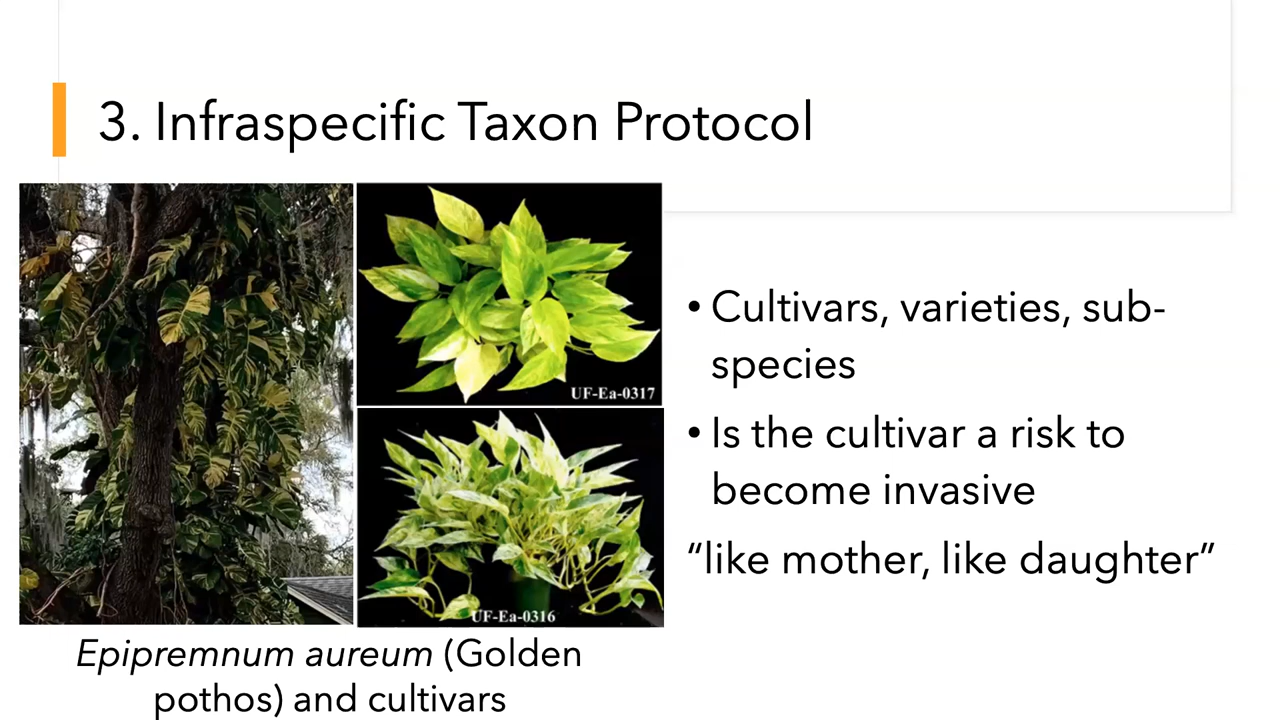 3. Infraspecific Taxon Protocol
UF-Ea-0317
UF-Ea-0316
• Cultivars, varieties, sub-
species
• Is the cultivar a risk to
become invasive
“like mother, like daughter”
Epipremnum aureum (Golden
pothos) and cultivars